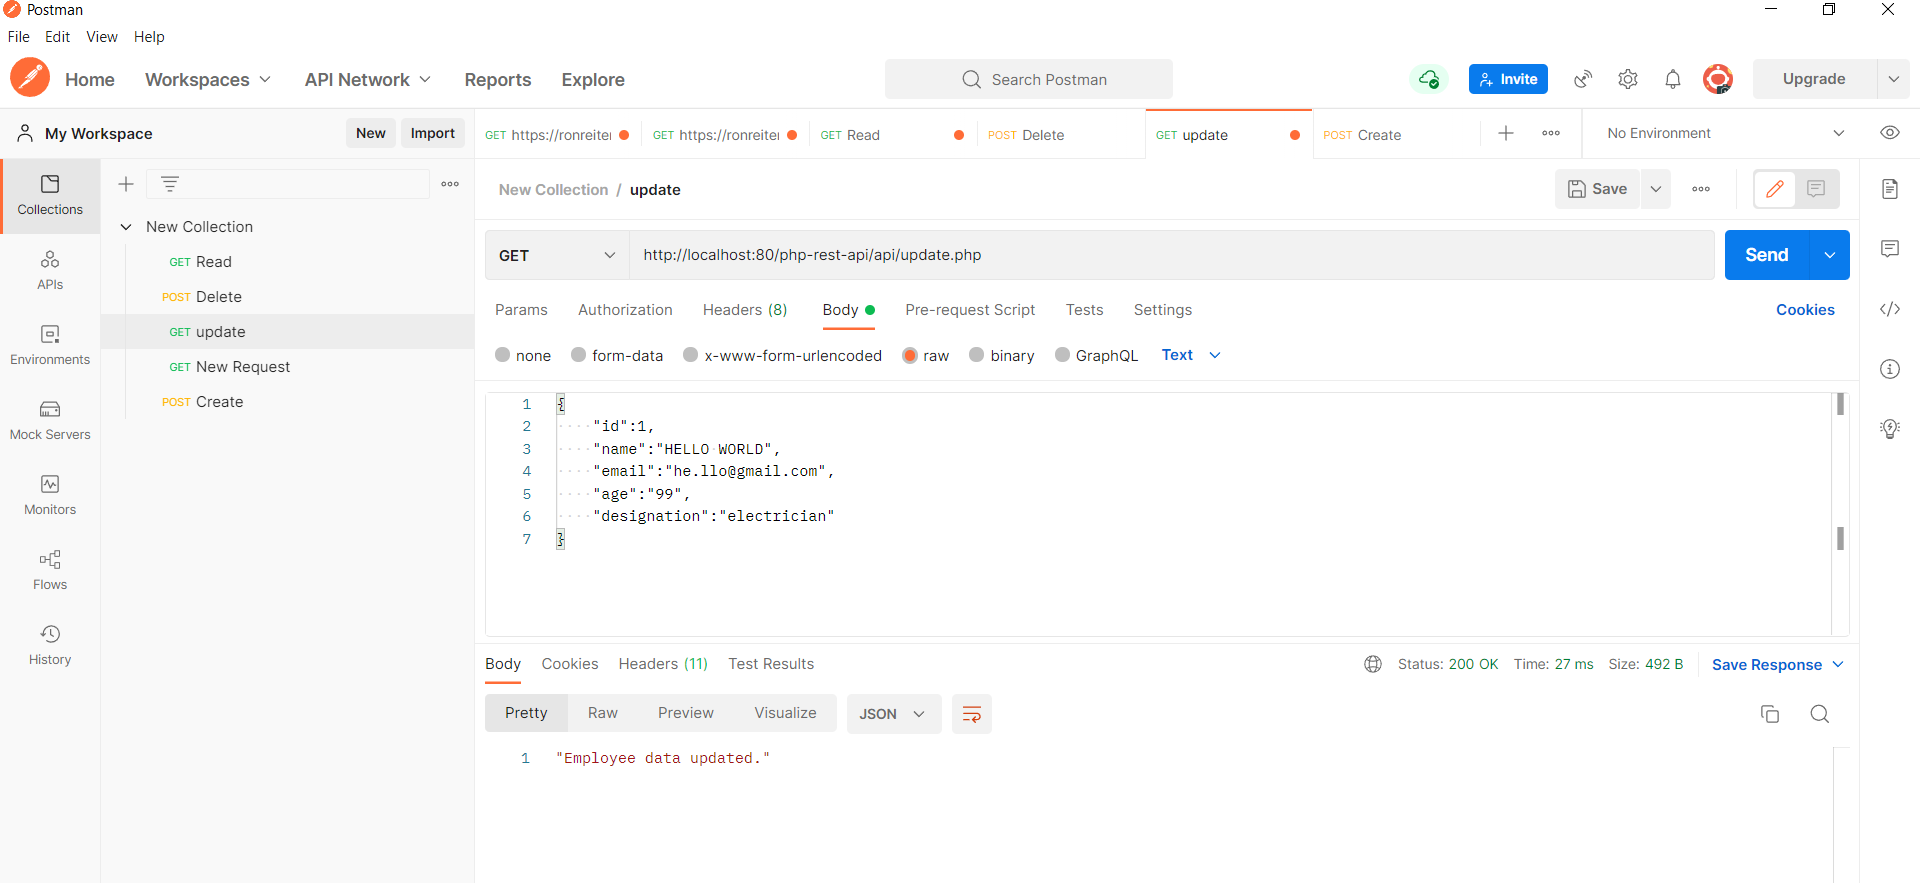 Postman
File Edit View Help
Home Workspaces API Network Reports Explore Search Postman Invite Upgrade
My Workspace New Import
GET https://ronreiter GET https://ronreiter GET Read POST Delete GET update POST Create No Environment
New Collection / update Save
Collections
APIs
Environments
Mock Servers
Monitors
Flows
History
New Collection
GET Read
POST Delete
GET update
GET New Request
POST Create
GET http://localhost:80/php-rest-api/api/update.php Send
Params Authorization Headers (8) Body Pre-request Script Tests Settings Cookies
none form-data x-www-form-urlencoded raw binary GraphQL Text
1 {
2 "id":1,
3 "name":"HELLO WORLD",
4 "email":"he.llo@gmail.com",
5 "age":"99",
6 "designation":"electrician"
7 }
Body Cookies Headers (11) Test Results Status: 200 OK Time: 27 ms Size: 492 B Save Response
Pretty Raw Preview Visualize JSON
1 "Employee data updated."